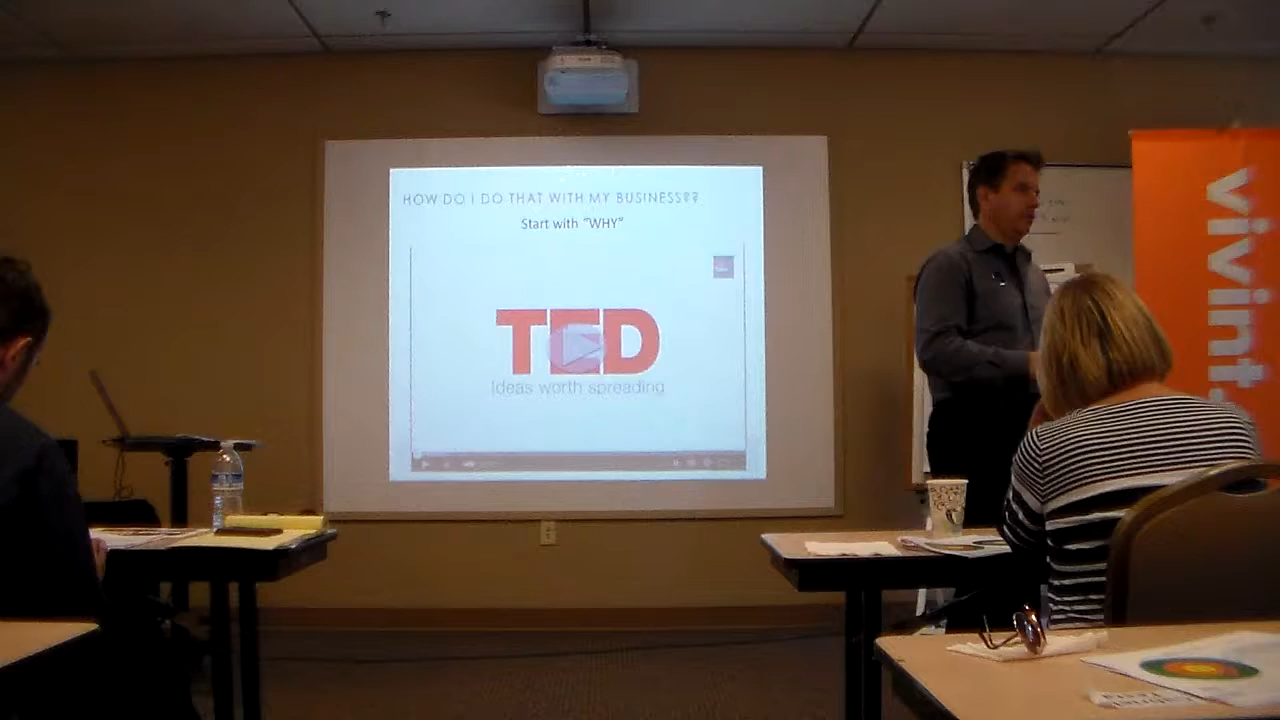 HOW DO I DO THAT WITH MY BUSINESS??
Start with "WHY"
TED
Ideas worth spreading
vivint.